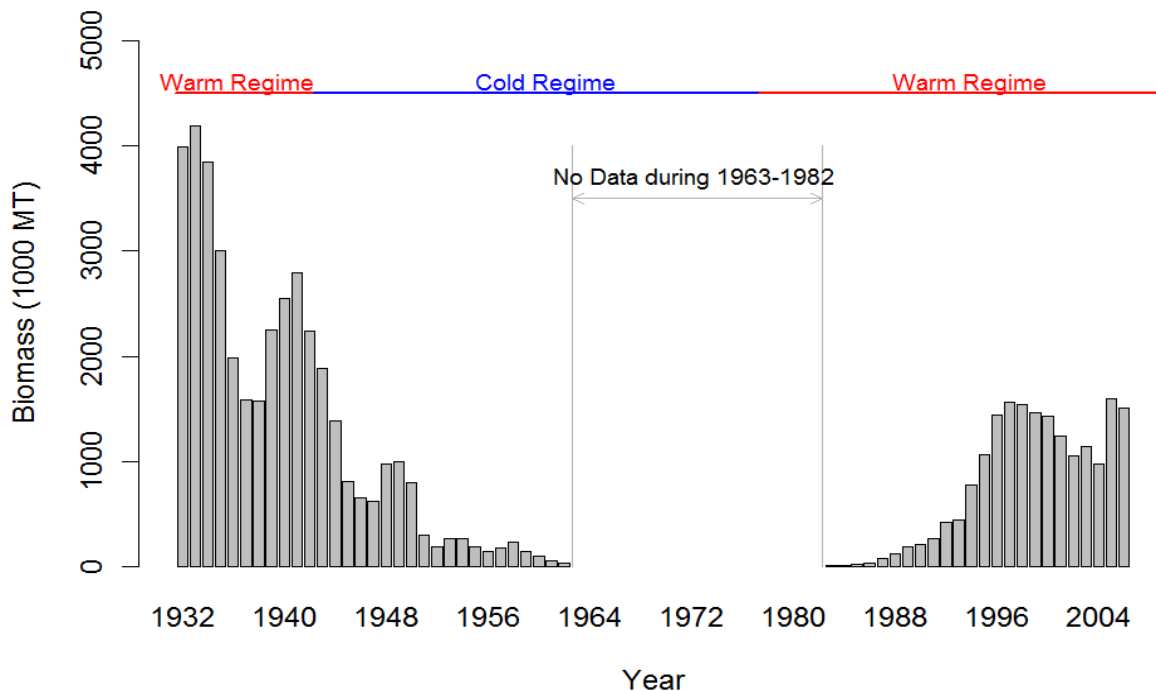 5000
4000
3000
2000
1000
0
Biomass (1000 MT)
Warm Regime
Cold Regime
Warm Regime
No Data during 1963-1982
1932 1940 1948 1956 1964 1972 1980 1988 1996 2004
Year